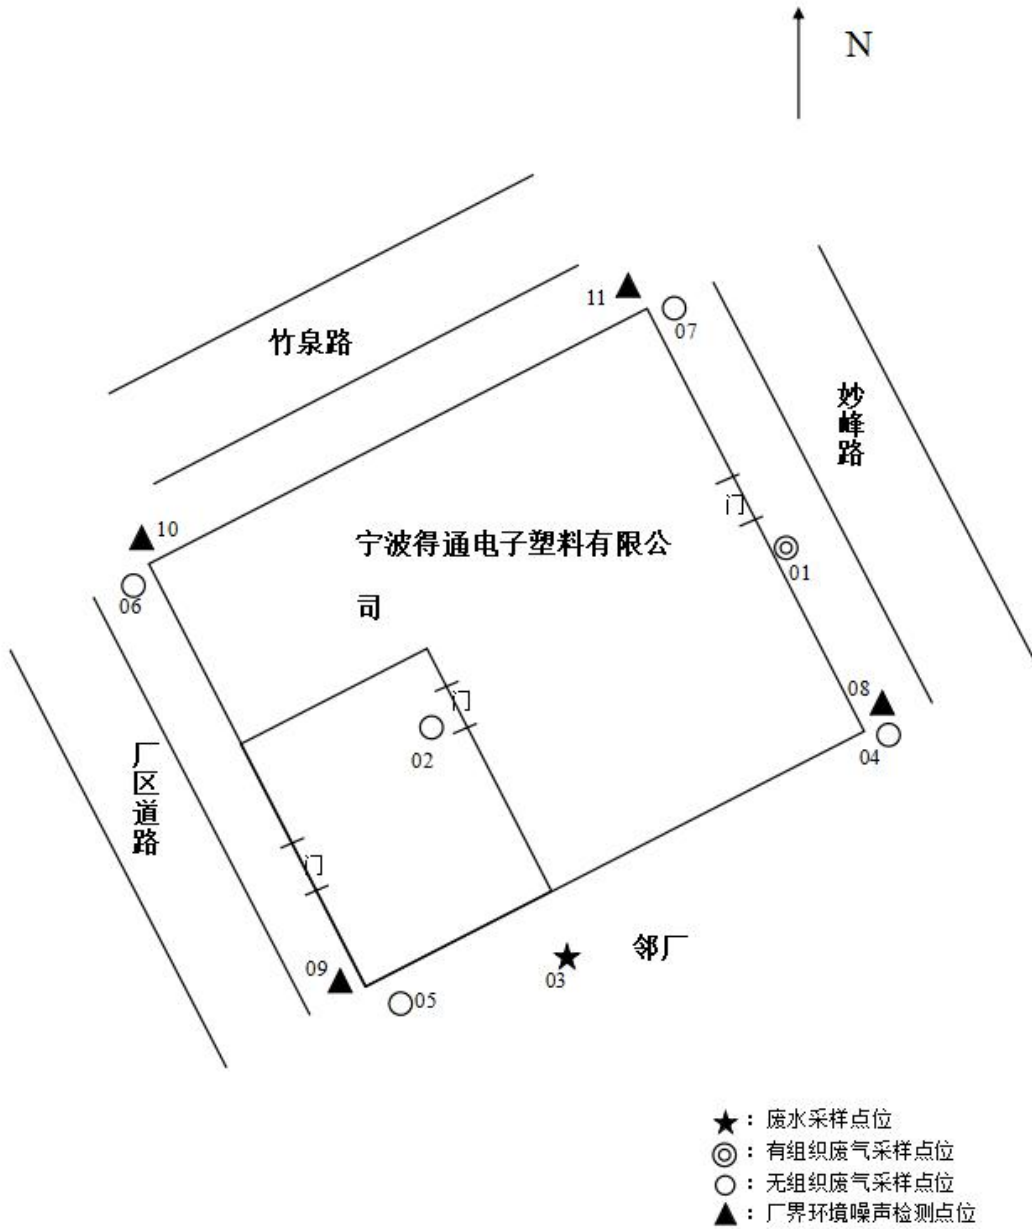 N
11
07
竹泉路
妙峰路
门
10
宁波得通电子塑料有限公
司
01
06
08
门
02
04
厂区道路
门
09
邻厂
03
05
★：废水采样点位
◎：有组织废气采样点位
○：无组织废气采样点位
▲：厂界环境噪声检测点位